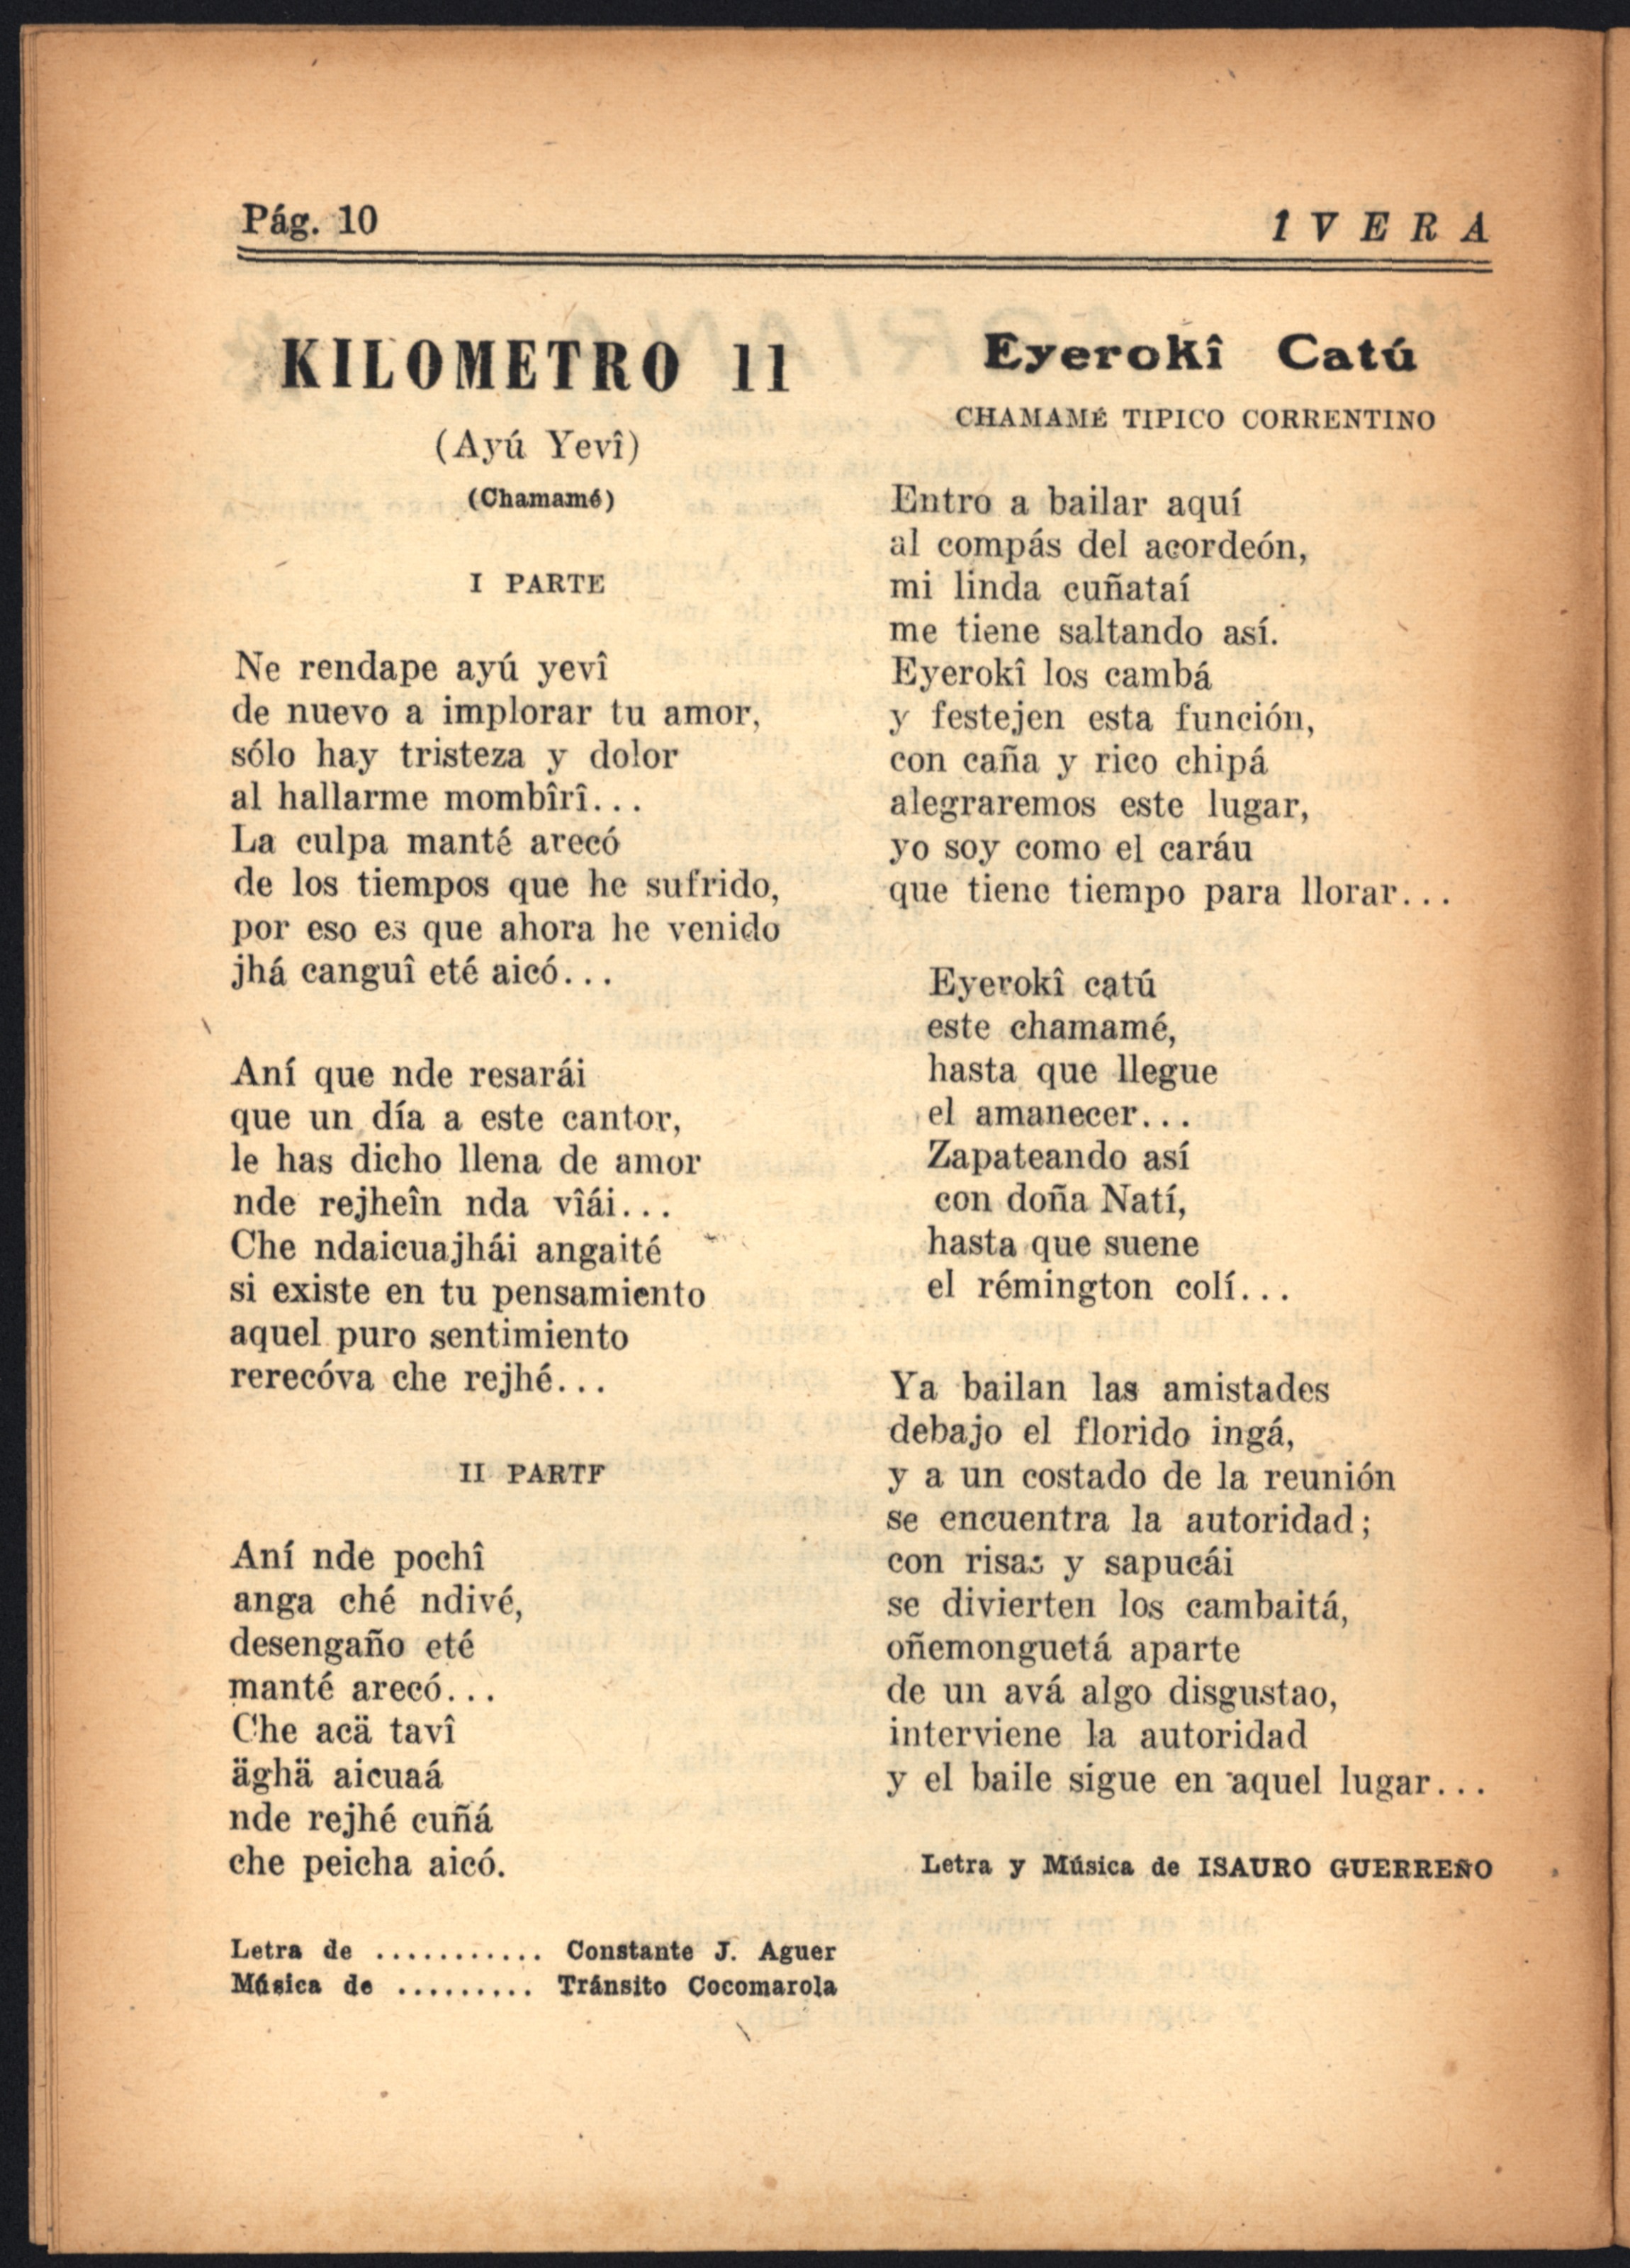 Pág. 10
1VERA
KILOMETRO 11
(Ayú Yevî)
(Chamamé)
I PARTE
Ne rendape ayú yevî
de nuevo a implorar tu amor,
sólo hay tristeza y dolor
al hallarme mombîrî...
La culpa manté arecó
de los tiempos que he sufrido,
por eso es que ahora he venido
jhá canguî eté aicó...
Aní que nde resarái
que un día a este cantor,
le has dicho llena de amor
nde rejheîn nda vîái...
Che ndaicuajhái angaité
si existe en tu pensamiento
aquel puro sentimiento
rerecóva che rejhé...
II PARTF
Aní nde pochî
anga ché ndivé,
desengaño eté
manté arecó...
Che acä tavî
äghä aicuaá
nde rejhé cuñá
che peicha aicó.
Letra de ........... Constante J. Aguer
Música de ......... Tránsito Cocomarola
Eyerokî Catú
CHAMAMÉ TIPICO CORRENTINO
Entro a bailar aquí
al compás del acordeón,
mi linda cuñataí
me tiene saltando así.
Eyerokî los cambá
y festejen esta función,
con caña y rico chipá
alegraremos este lugar,
yo soy como el caráu
que tiene tiempo para llorar...
Eyerokî catú
este chamamé,
hasta que llegue
el amanecer...
Zapateando así
con doña Natí,
hasta que suene
el rémington colí...
Ya bailan las amistades
debajo el florido ingá,
y a un costado de la reunión
se encuentra la autoridad;
con risas y sapucái
se divierten los cambaitá,
oñemonguetá aparte
de un avá algo disgustao,
interviene la autoridad
y el baile sigue en aquel lugar...
Letra y Música de ISAURO GUERREÑO